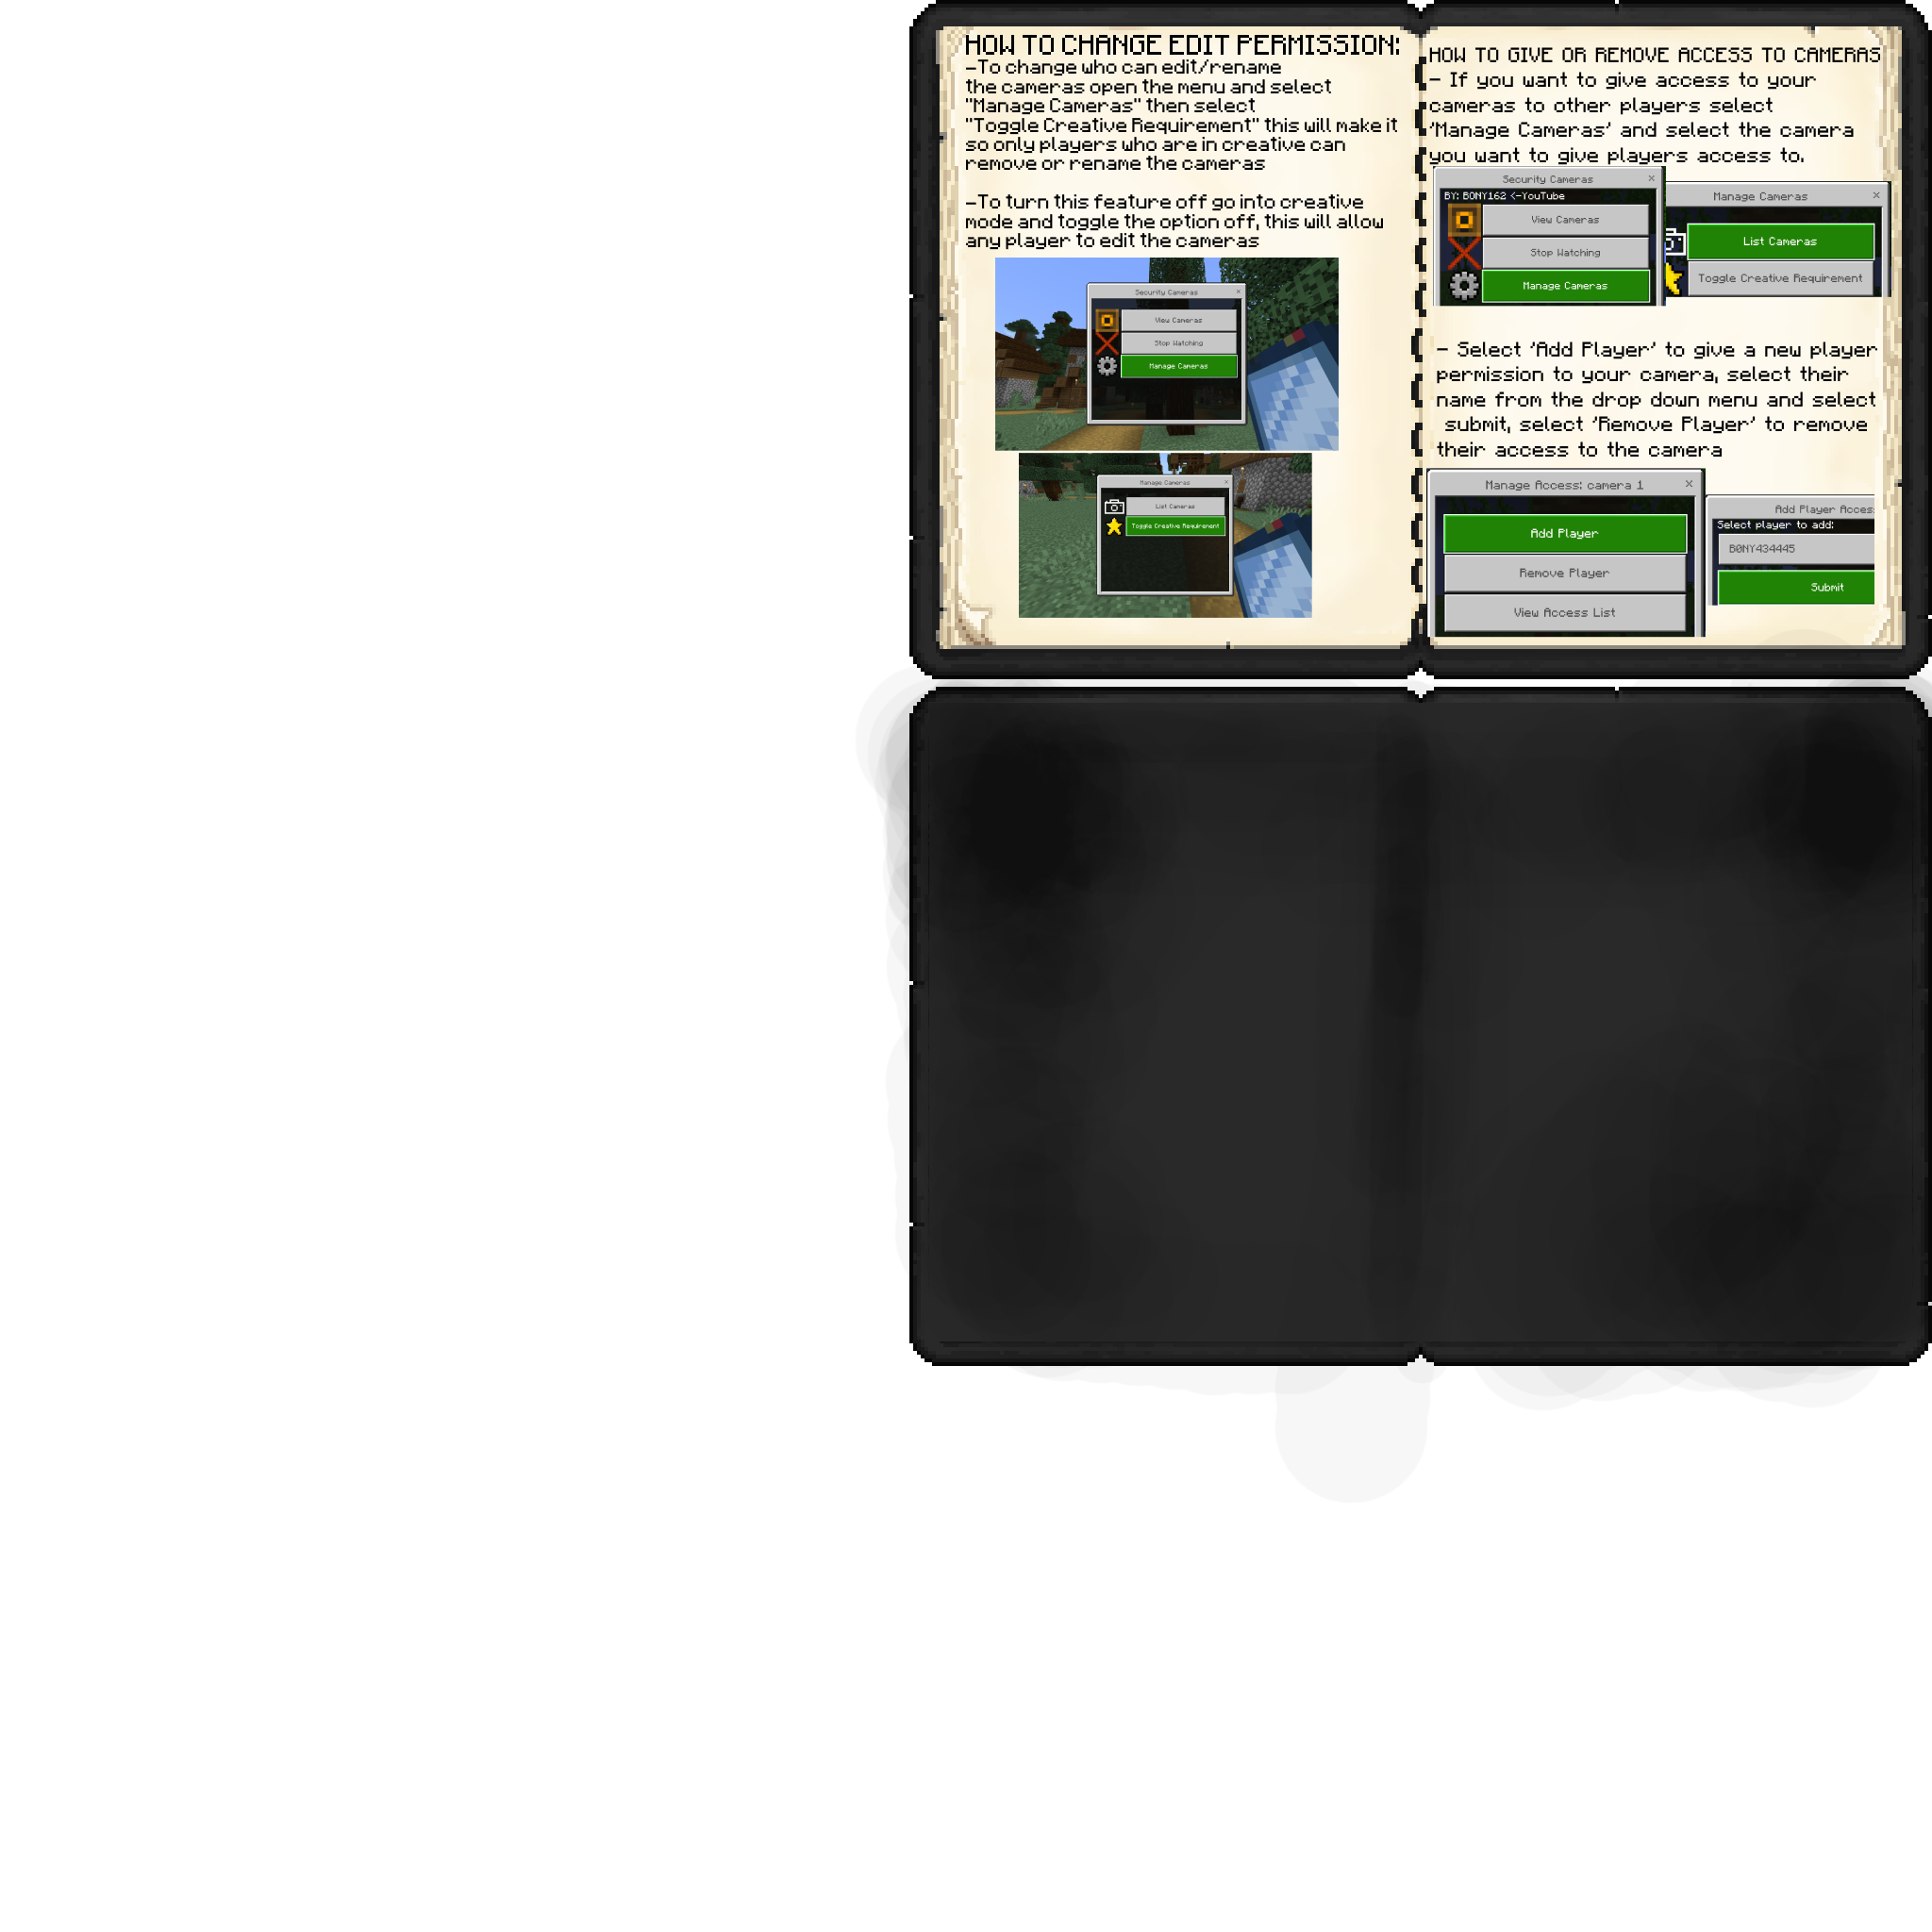 HOW TO CHANGE EDIT PERMISSION:
-To change who can edit/rename
the cameras open the menu and select
"Manage Cameras" then select
"Toggle Creative Requirement" this will make it
so only players who are in creative can
remove or rename the cameras
-To turn this feature off go into creative
mode and toggle the option off, this will allow
any player to edit the cameras
Security Cameras
View Cameras
Stop Watching
Manage Cameras
Manage Cameras
List Cameras
Toggle Creative Requirement
HOW TO GIVE OR REMOVE ACCESS TO CAMERAS
- If you want to give access to your
cameras to other players select
'Manage Cameras' and select the camera
you want to give players access to.
Security Cameras
BY: B0NY162 <-YouTube
View Cameras
Stop Watching
Manage Cameras
Manage Cameras
List Cameras
Toggle Creative Requirement
- Select 'Add Player' to give a new player
permission to your camera, select their
name from the drop down menu and select
submit, select 'Remove Player' to remove
their access to the camera
Manage Access: camera 1
Add Player
Remove Player
View Access List
Add Player Acces
Select player to add:
B0NY434445
Submit